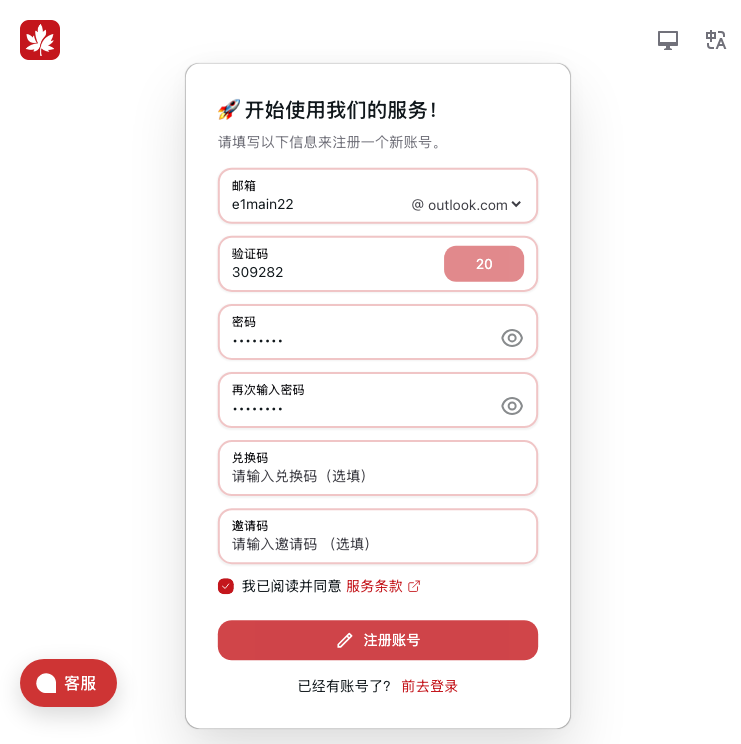 🚀 开始使用我们的服务！
请填写以下信息来注册一个新账号。
邮箱
e1main22
@ outlook.com
验证码
309282
20
密码
••••••••
再次输入密码
••••••••
兑换码
请输入兑换码（选填）
邀请码
请输入邀请码 （选填）
我已阅读并同意 服务条款
注册账号
已经有账号了? 前去登录
客服